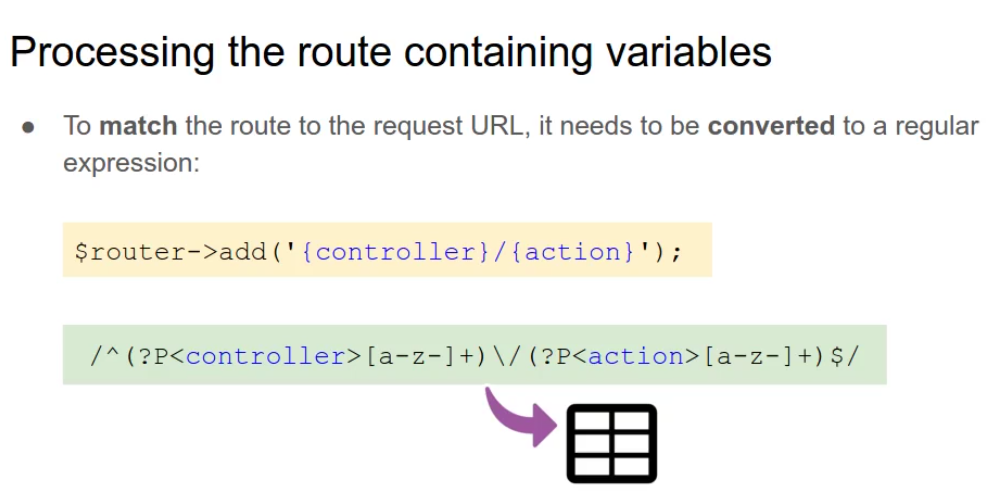 Processing the route containing variables
● To match the route to the request URL, it needs to be converted to a regular
expression:
$router->add('{controller}/{action}');
/^(?P<controller>[a-z-]+)\/(?P<action>[a-z-]+)$/